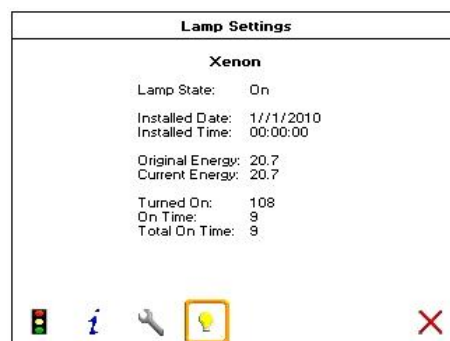 Lamp Settings
Xenon
Lamp State: On
Installed Date: 1//1/2010
Installed Time: 00:00:00
Original Energy: 20.7
Current Energy: 20.7
Turned On: 108
On Time: 9
Total On Time: 9
i